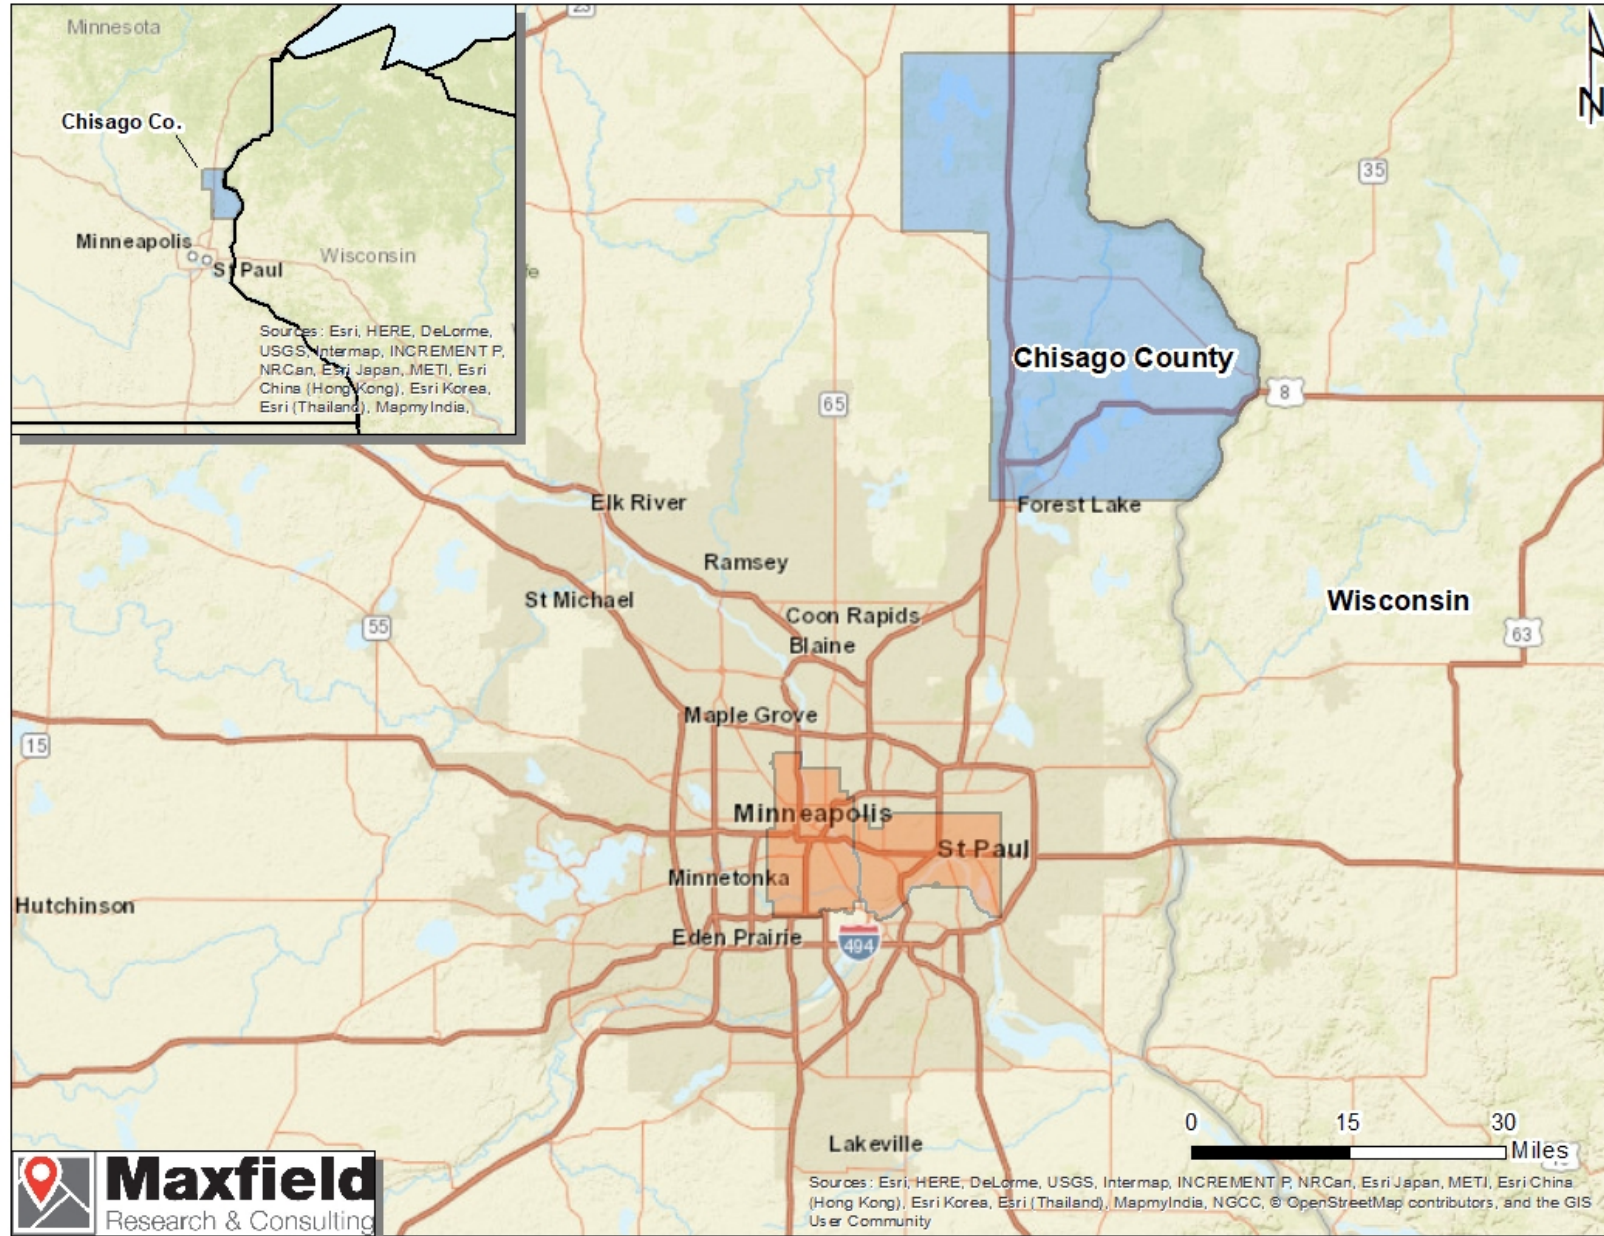 Minnesota
Chisago Co.
Minneapolis
St Paul
Wisconsin
Sources: Esri, HERE, DeLorme,
USGS, Intermap, INCREMENT P,
NRCan, Esri Japan, METI, Esri
China (Hong Kong), Esri Korea,
Esri (Thailand), MapmyIndia,
23
N
35
Chisago County
8
65
Elk River
Forest Lake
Ramsey
St Michael
Wisconsin
Coon Rapids
55
63
Blaine
Maple Grove
15
Minneapolis
St Paul
Minnetonka
Hutchinson
Eden Prairie
494
Lakeville
0 15 30
Miles
Maxfield
Research & Consulting
Sources: Esri, HERE, DeLorme, USGS, Intermap, INCREMENT P, NRCan, Esri Japan, METI, Esri China
(Hong Kong), Esri Korea, Esri (Thailand), MapmyIndia, NGCC, © OpenStreetMap contributors, and the GIS
User Community